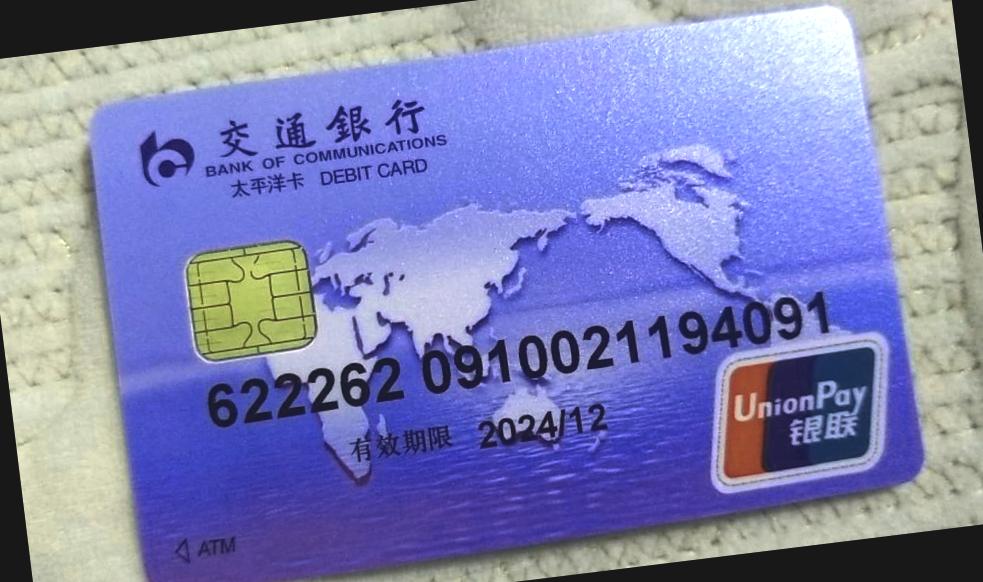 交通銀行
BANK OF COMMUNICATIONS
太平洋卡 DEBIT CARD
622262 0910021194091
有效期限 2024/12
UnionPay
银联
ATM